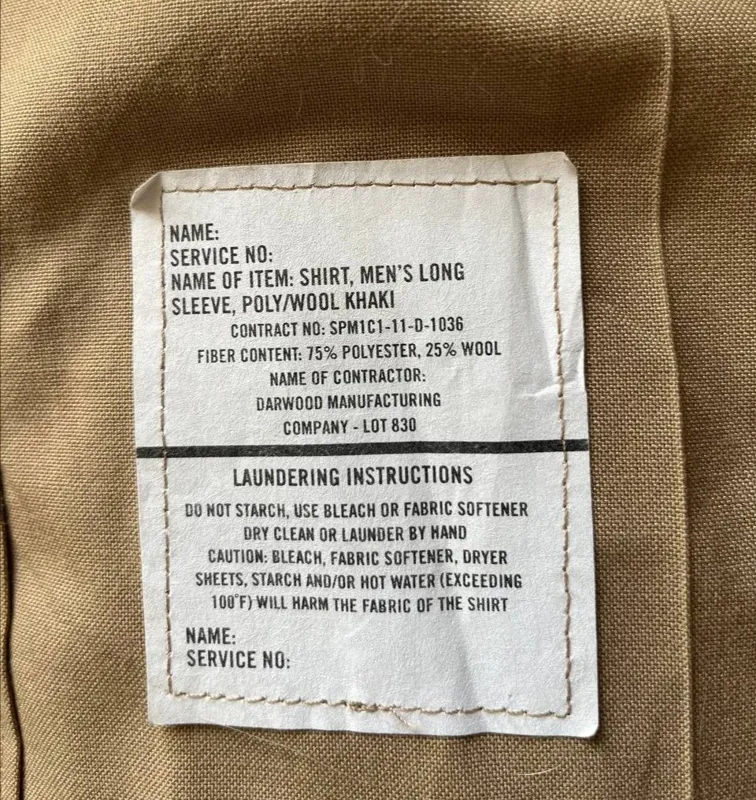 NAME:
SERVICE NO:
NAME OF ITEM: SHIRT, MEN'S LONG
SLEEVE, POLY/WOOL KHAKI
CONTRACT NO: SPM1C1-11-D-1036
FIBER CONTENT: 75% POLYESTER, 25% WOOL
NAME OF CONTRACTOR:
DARWOOD MANUFACTURING
COMPANY - LOT 830
LAUNDERING INSTRUCTIONS
DO NOT STARCH, USE BLEACH OR FABRIC SOFTENER
DRY CLEAN OR LAUNDER BY HAND
CAUTION: BLEACH, FABRIC SOFTENER, DRYER
SHEETS, STARCH AND/OR HOT WATER (EXCEEDING
100°F) WILL HARM THE FABRIC OF THE SHIRT
NAME:
SERVICE NO: